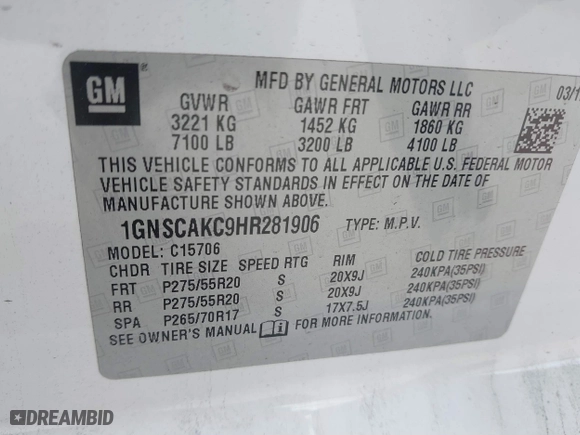 GM
MFD BY GENERAL MOTORS LLC
03/1
GVWR GAWR FRT GAWR RR
3221 KG 1452 KG 1860 KG
7100 LB 3200 LB 4100 LB
THIS VEHICLE CONFORMS TO ALL APPLICABLE U.S. FEDERAL MOTOR
VEHICLE SAFETY STANDARDS IN EFFECT ON THE DATE OF
MANUFACTURE SHOWN ABOVE.
1GNSCAKC9HR281906 TYPE: M.P.V.
MODEL: C15706
CHDR TIRE SIZE SPEED RTG RIM COLD TIRE PRESSURE
FRT P275/55R20 S 20X9J 240KPA(35PSI)
RR P275/55R20 S 20X9J 240KPA(35PSI)
SPA P265/70R17 S 17X7.5J 240KPA(35PSI)
SEE OWNER'S MANUAL FOR MORE INFORMATION.
DREAMBID